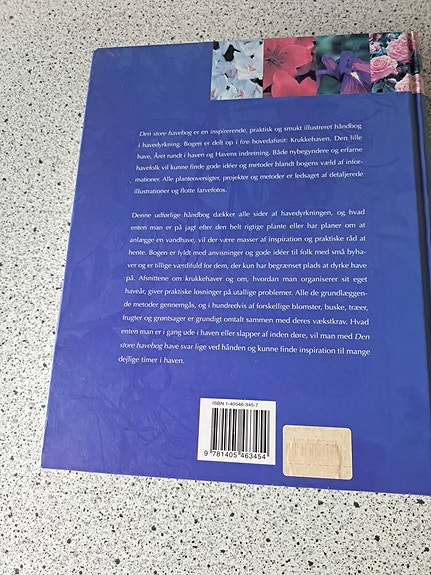 Den store havebog er en inspirerende, praktisk og smukt illustreret håndbog
i havedyrkning. Bogen er delt op i fire hovedafsnit: Krukkehaven, Den lille
have, Året rundt i haven og Havens indretning. Både nybegyndere og erfarne
havefolk vil kunne finde gode idéer og metoder blandt bogens væld af infor-
mationer. Alle planteoversigter, projekter og metoder er ledsaget af detaljerede
illustrationer og flotte farvefotos.
Denne udførlige håndbog dækker alle sider af havedyrkningen, og hvad
enten man er på jagt efter den helt rigtige plante eller har planer om at
anlægge en vandhave, vil der være masser af inspiration og praktiske råd at
hente. Bogen er fyldt med anvisninger og gode idéer til folk med små byha-
ver og er tillige værdifuld for dem, der kun har begrænset plads at dyrke have
på. Afsnittene om krukkehaver og om, hvordan man organiserer sit eget
haveår, giver praktiske løsninger på utallige problemer. Alle de grundlæggen-
de metoder gennemgås, og i hundredvis af forskellige blomster, buske, træer,
frugter og grøntsager er grundigt omtalt sammen med deres vækstkrav. Hvad
enten man er i gang ude i haven eller slapper af inden døre, vil man med Den
store havebog have svar lige ved hånden og kunne finde inspiration til mange
dejlige timer i haven.
ISBN 1-40546-345-7
9 781405 463454